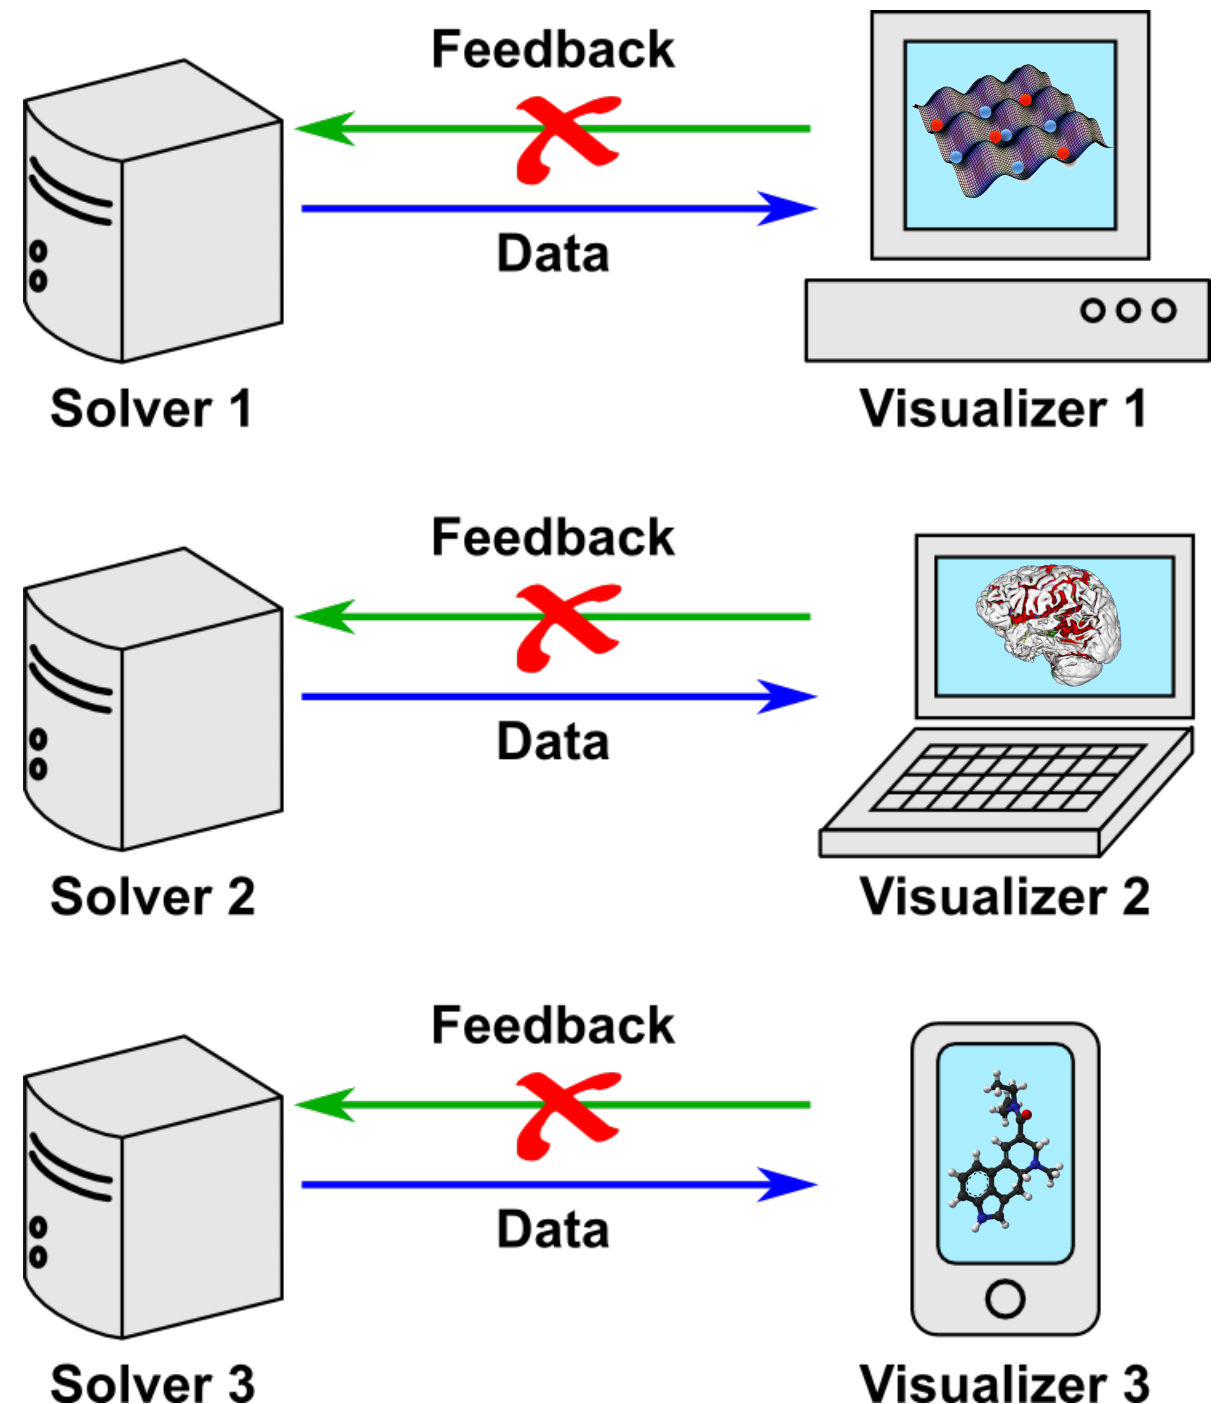 Feedback
Data
Solver 1
Visualizer 1
Feedback
Data
Solver 2
Visualizer 2
Feedback
Data
Solver 3
Visualizer 3